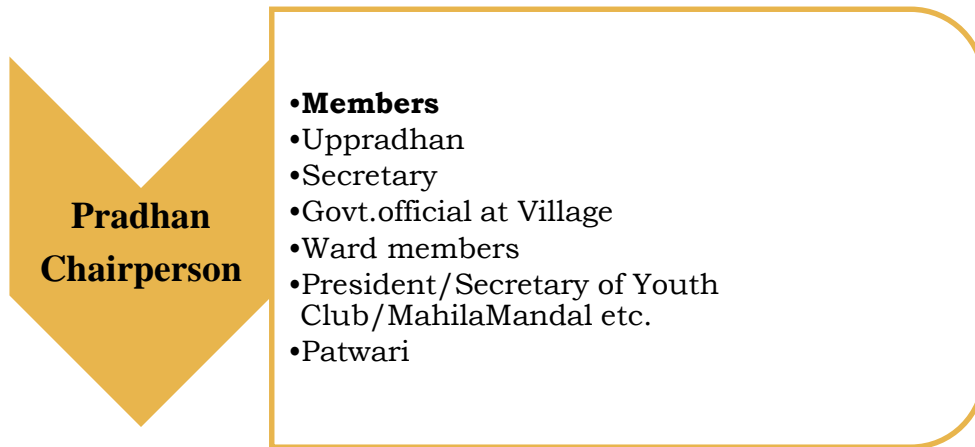 Pradhan
Chairperson
•Members
•Uppradhan
•Secretary
•Govt.official at Village
•Ward members
•President/Secretary of Youth
Club/MahilaMandal etc.
•Patwari